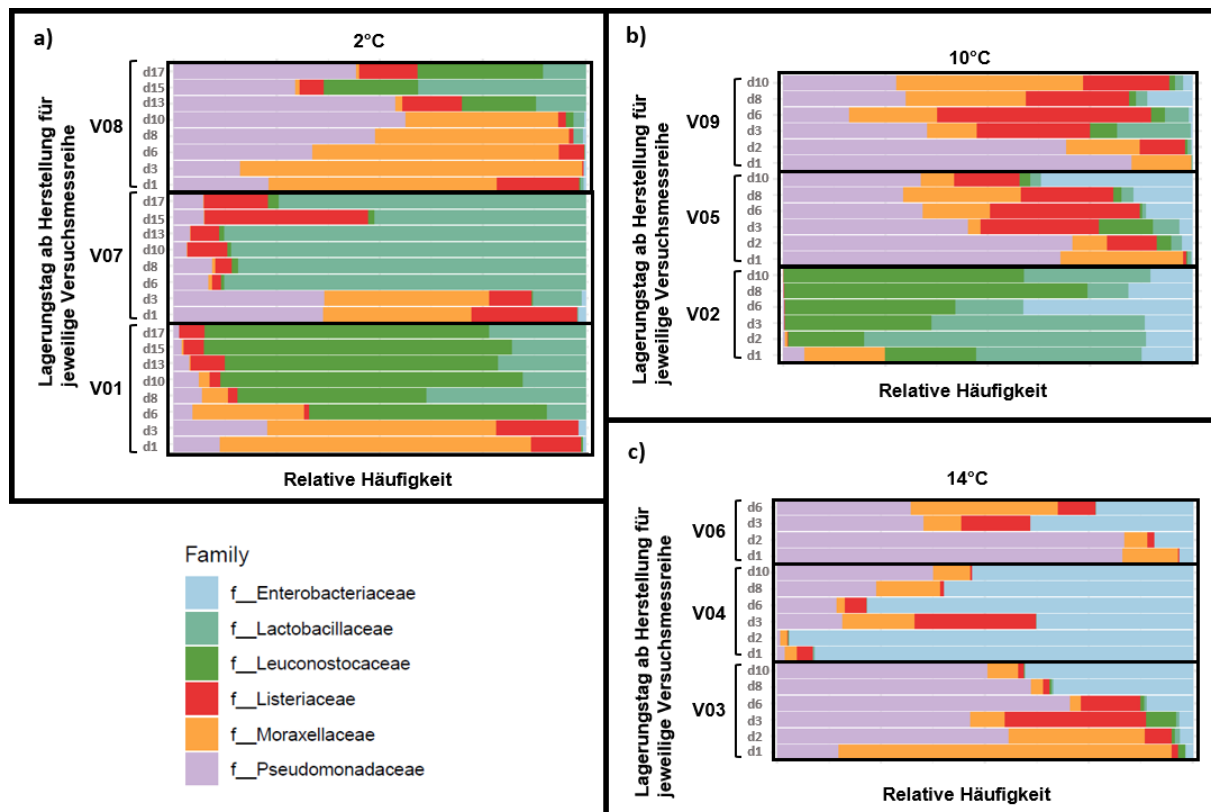 a)
2°C
Lagerungstag ab Herstellung für
jeweilige Versuchsmessreihe
V08
d17
d15
d13
d10
d8
d6
d3
d1
V07
d17
d15
d13
d10
d8
d6
d3
d1
V01
d17
d15
d13
d10
d8
d6
d3
d1
Relative Häufigkeit
b)
10°C
Lagerungstag ab Herstellung für
jeweilige Versuchsmessreihe
V09
d10
d8
d6
d3
d2
d1
V05
d10
d8
d6
d3
d2
d1
V02
d10
d8
d6
d3
d2
d1
Relative Häufigkeit
c)
14°C
Lagerungstag ab Herstellung für
jeweilige Versuchsmessreihe
V06
d6
d3
d2
d1
V04
d10
d8
d6
d3
d2
d1
V03
d10
d8
d6
d3
d2
d1
Relative Häufigkeit
Family
f__Enterobacteriaceae
f__Lactobacillaceae
f__Leuconostocaceae
f__Listeriaceae
f__Moraxellaceae
f__Pseudomonadaceae